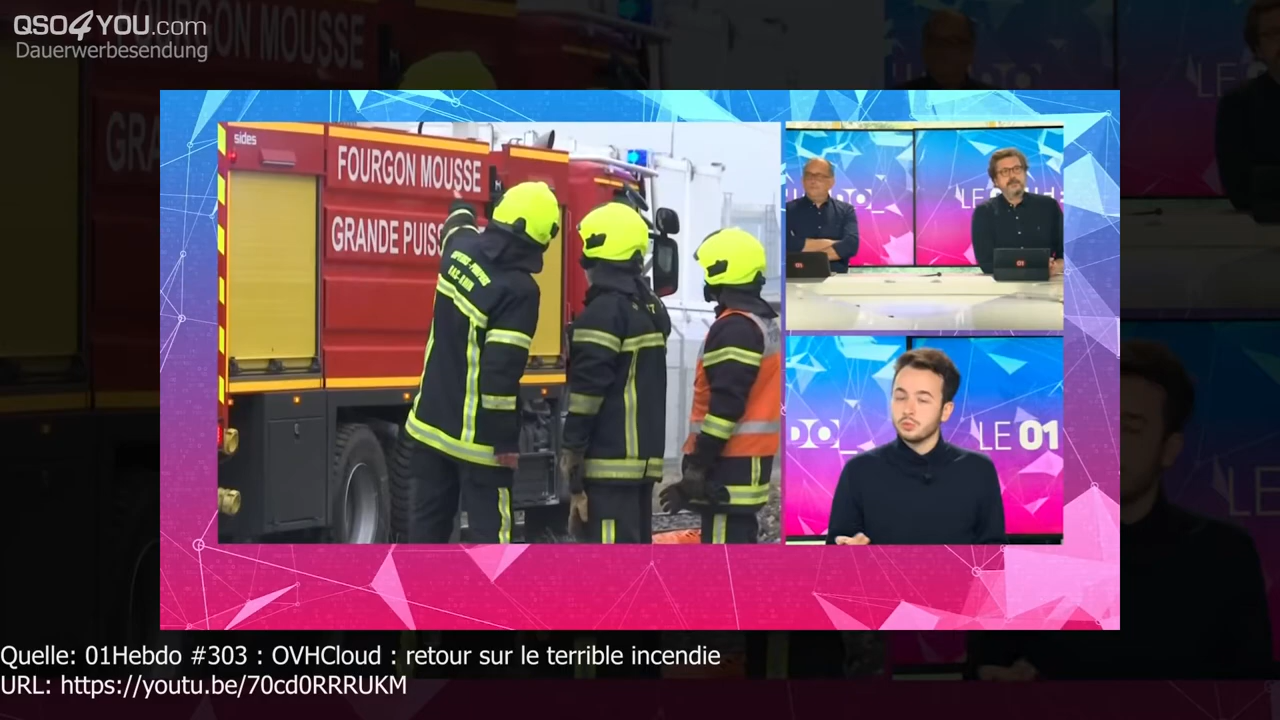 QSO4YOU.com
Dauerwerbesendung
sides
FOURGON MOUSSE
GRANDE PUISS
LE 01
Quelle: 01Hebdo #303 : OVHCloud : retour sur le terrible incendie
URL: https://youtu.be/70cd0RRRUKM